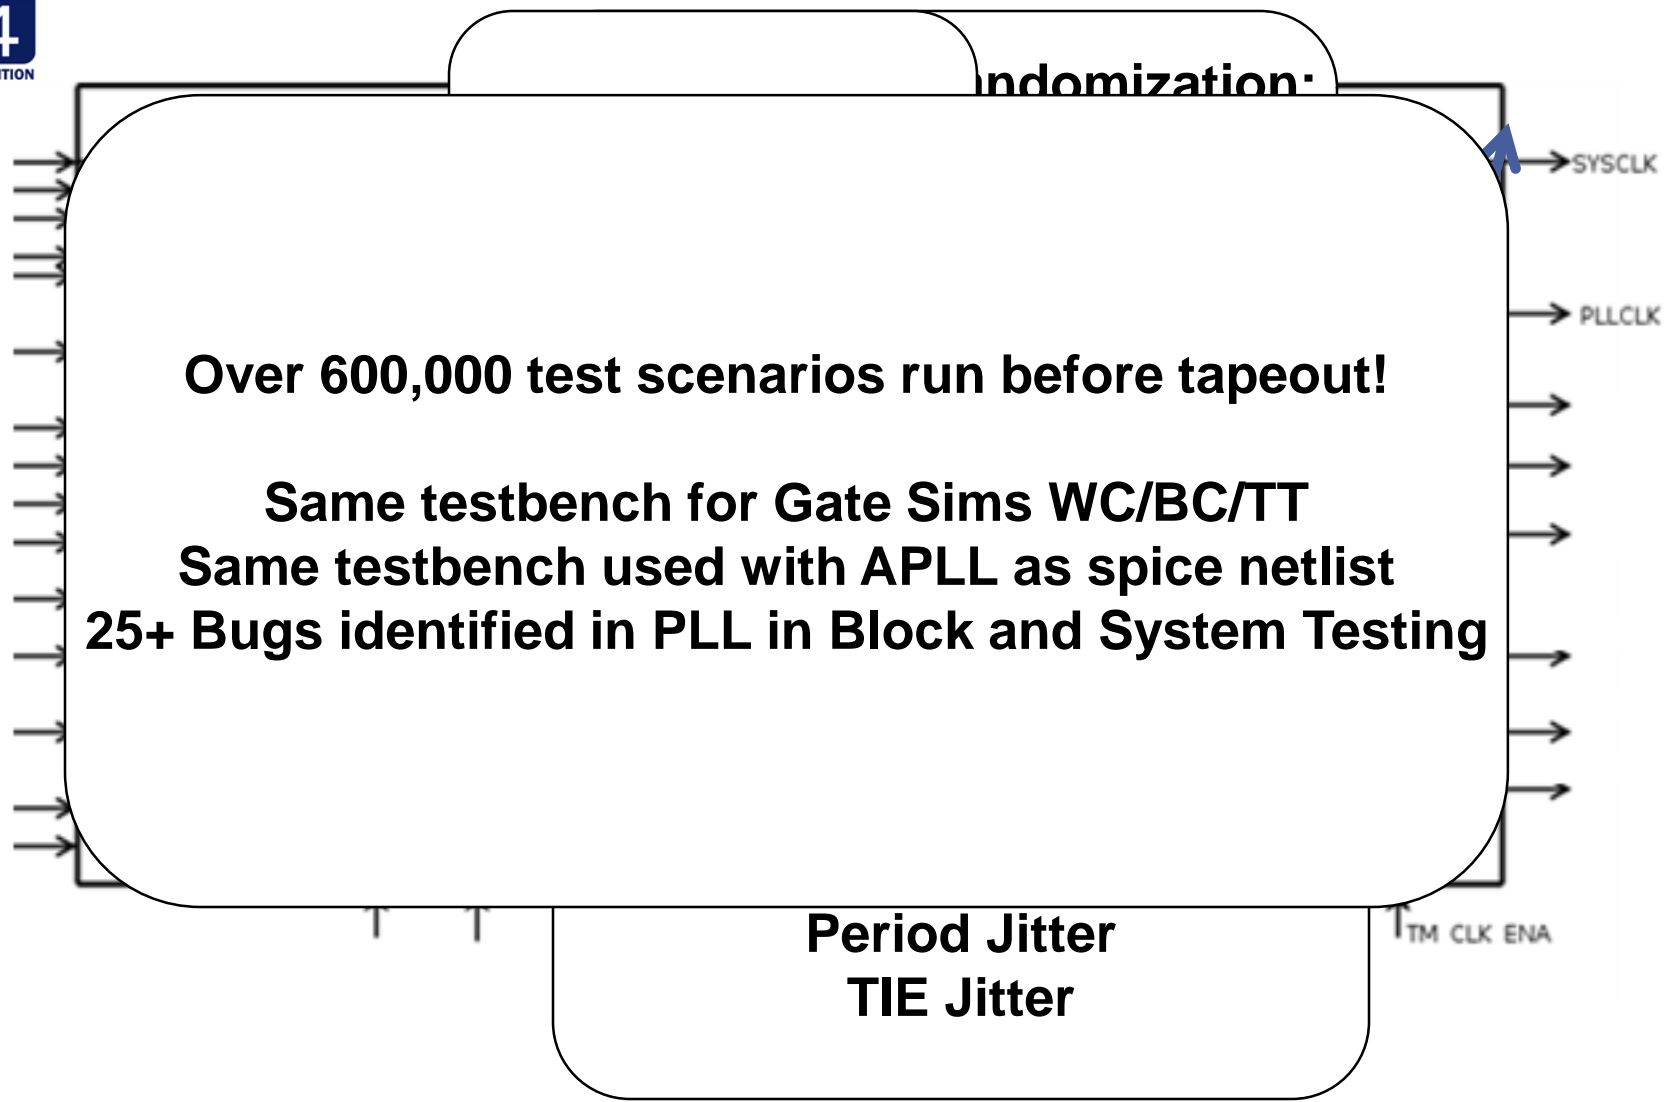 4
ndomization:
SYSCLK
PLLCLK
Over 600,000 test scenarios run before tapeout!
Same testbench for Gate Sims WC/BC/TT
Same testbench used with APLL as spice netlist
25+ Bugs identified in PLL in Block and System Testing
Period Jitter
TM CLK ENA
TIE Jitter